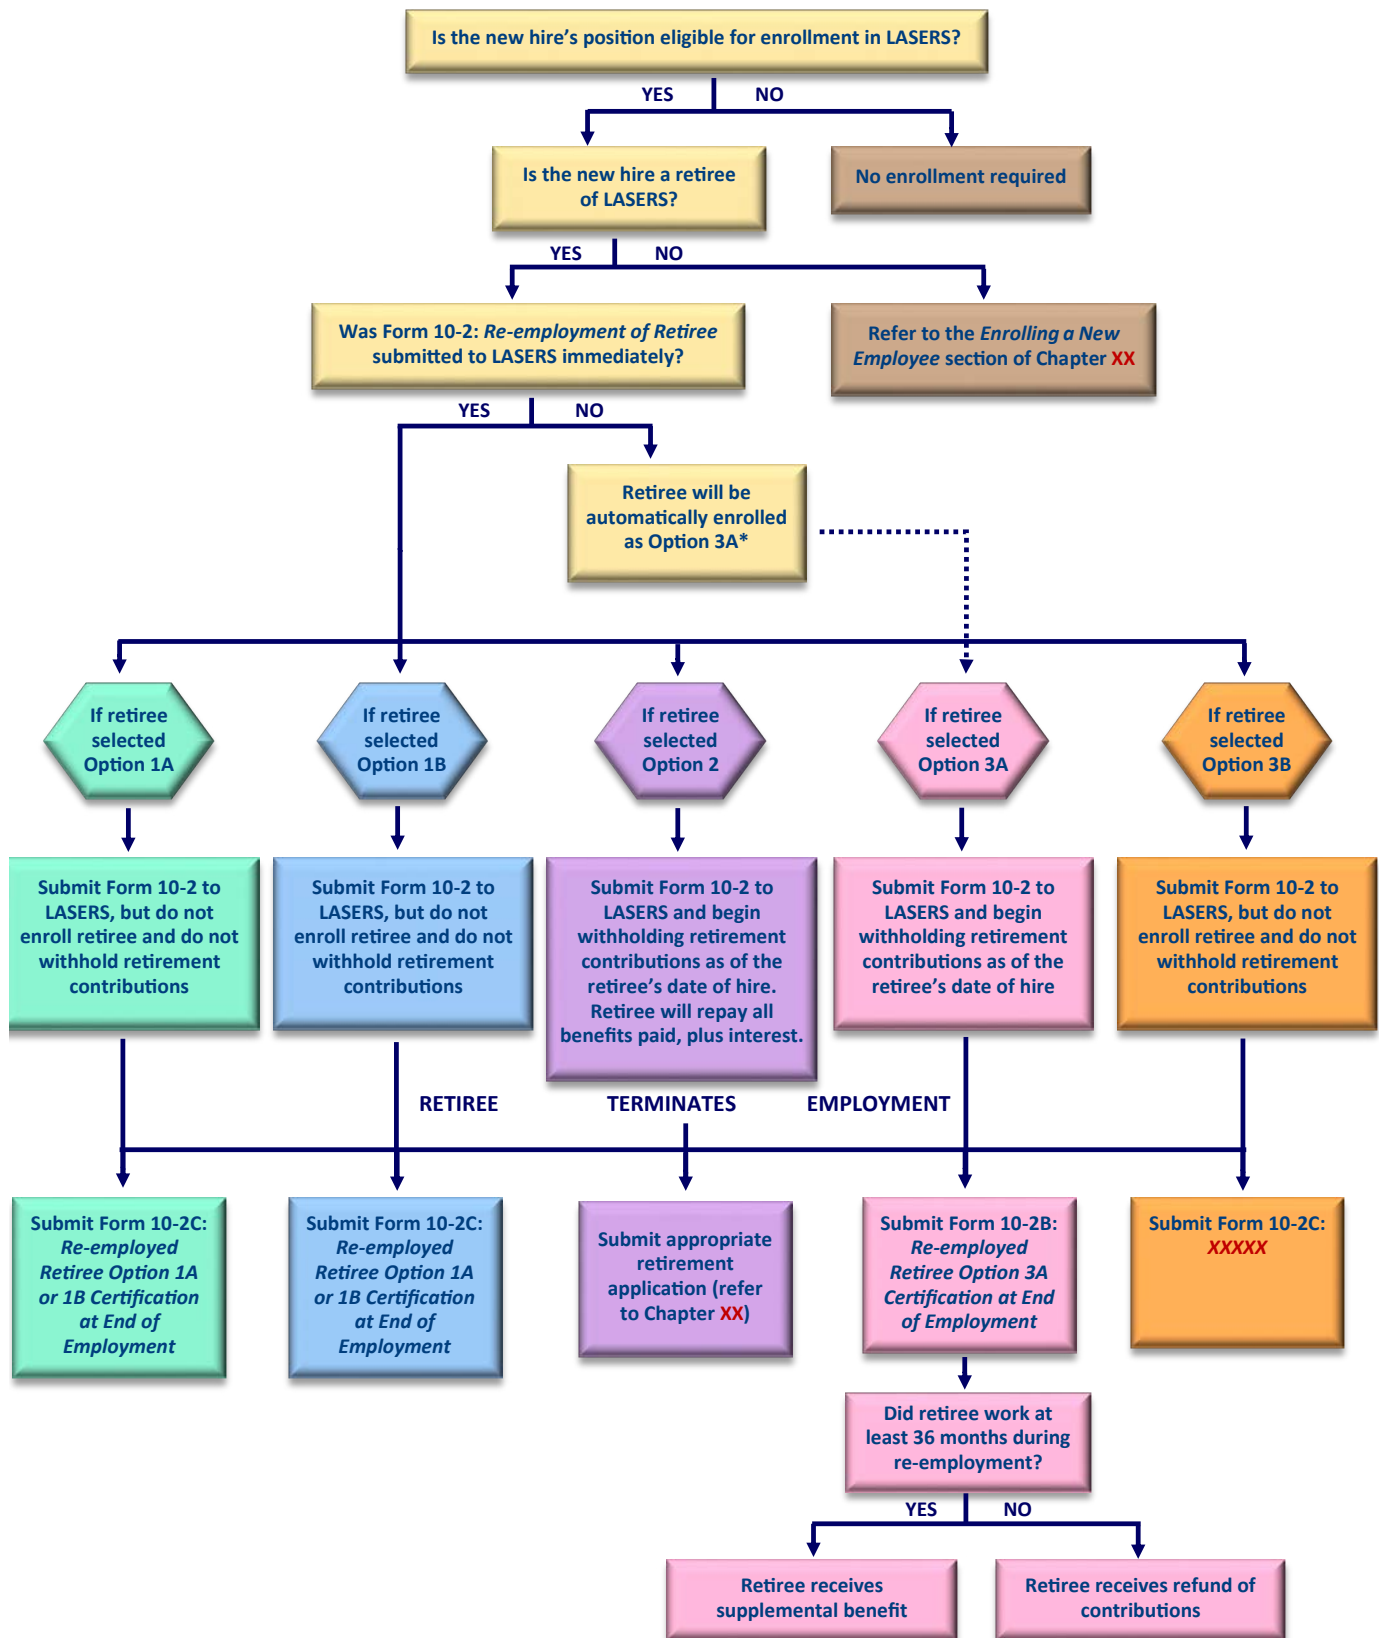 Is the new hire's position eligible for enrollment in LASERS?
YES NO
Is the new hire a retiree
of LASERS?
No enrollment required
YES NO
Was Form 10-2: Re-employment of Retiree
submitted to LASERS immediately?
Refer to the Enrolling a New
Employee section of Chapter XX
YES NO
Retiree will be
automatically enrolled
as Option 3A*
If retiree
selected
Option 1A
If retiree
selected
Option 1B
If retiree
selected
Option 2
If retiree
selected
Option 3A
If retiree
selected
Option 3B
Submit Form 10-2 to
LASERS, but do not
enroll retiree and do not
withhold retirement
contributions
Submit Form 10-2 to
LASERS, but do not
enroll retiree and do not
withhold retirement
contributions
Submit Form 10-2 to
LASERS and begin
withholding retirement
contributions as of the
retiree's date of hire.
Retiree will repay all
benefits paid, plus interest.
Submit Form 10-2 to
LASERS and begin
withholding retirement
contributions as of the
retiree's date of hire
Submit Form 10-2 to
LASERS, but do not
enroll retiree and do not
withhold retirement
contributions
RETIREE TERMINATES EMPLOYMENT
Submit Form 10-2C:
Re-employed
Retiree Option 1A
or 1B Certification
at End of
Employment
Submit Form 10-2C:
Re-employed
Retiree Option 1A
or 1B Certification
at End of
Employment
Submit appropriate
retirement
application (refer
to Chapter XX)
Submit Form 10-2B:
Re-employed
Retiree Option 3A
Certification at End
of Employment
Submit Form 10-2C:
XXXXX
Did retiree work at
least 36 months during
re-employment?
YES NO
Retiree receives
supplemental benefit
Retiree receives refund of
contributions